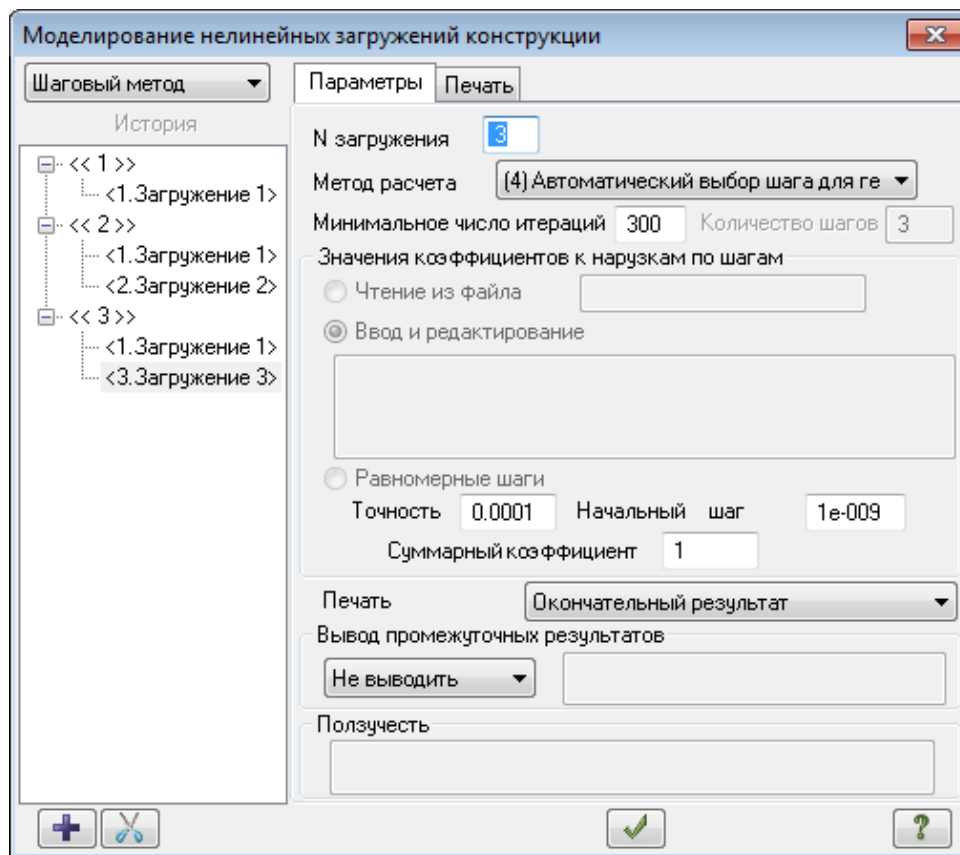 Моделирование нелинейных загружений конструкции
Шаговый метод
История
<< 1 >>
<1.Загружение 1>
<< 2 >>
<1.Загружение 1>
<2.Загружение 2>
<< 3 >>
<1.Загружение 1>
<3.Загружение 3>
Параметры Печать
N загружения 3
Метод расчета (4) Автоматический выбор шага для ге
Минимальное число итераций 300 Количество шагов 3
Значения коэффициентов к нарузкам по шагам
Чтение из файла
Ввод и редактирование
Равномерные шаги
Точность 0.0001 Начальный шаг 1e-009
Суммарный коэффициент 1
Печать Окончательный результат
Вывод промежуточных результатов
Не выводить
Ползучесть